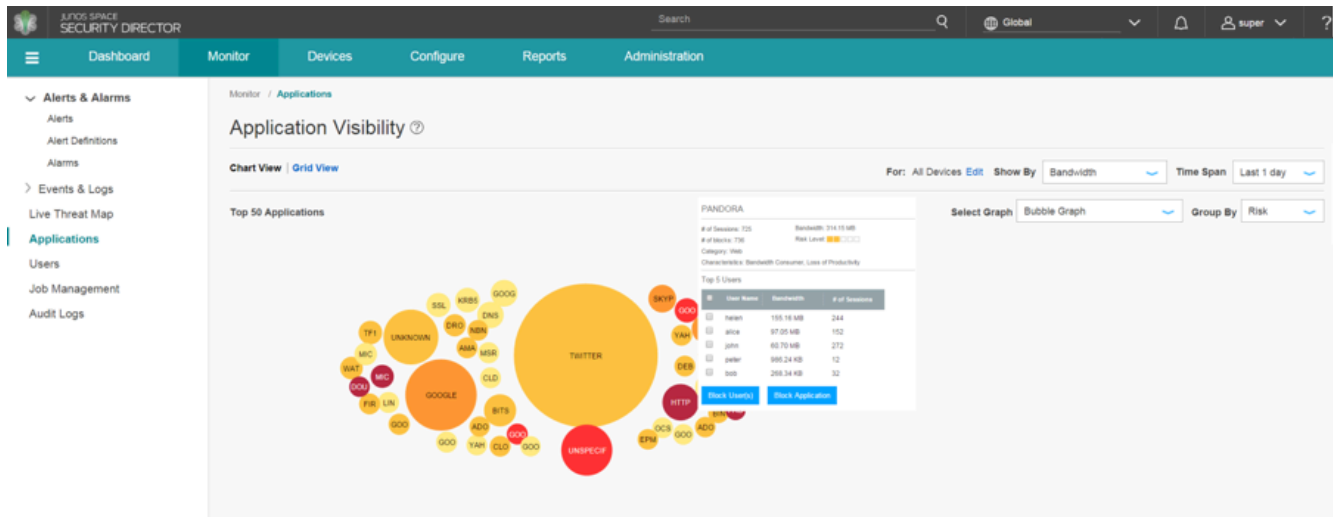 JUNOS SPACE
SECURITY DIRECTOR
Search
Global
super
?
Dashboard Monitor Devices Configure Reports Administration
Alerts & Alarms
Alerts
Alert Definitions
Alarms
Events & Logs
Live Threat Map
Applications
Users
Job Management
Audit Logs
Monitor / Applications
Application Visibility ?
Chart View | Grid View
For: All Devices Edit Show By Bandwidth Time Span Last 1 day
Top 50 Applications
Select Graph Bubble Graph Group By Risk
PANDORA
# of Sessions: 725 Bandwidth: 314.15 MB
# of blocks: 736 Risk Level:
Category: Web
Characteristics: Bandwidth Consumer, Loss of Productivity
Top 5 Users
User Name Bandwidth # of Sessions
helen 155.16 MB 244
alice 97.05 MB 152
john 60.70 MB 272
peter 966.24 KB 12
bob 268.34 KB 32
Block User(s) Block Application
GOOG
KRB5
SSL
DNS
DRO
NBN
TFI
UNKNOWN
AMA
MSR
MIC
WAT
MIC
DOU
CLD
FIR
LIN
GOOGLE
BITS
GOO
ADO
GOO
GOO
YAH
CLO
GOO
TWITTER
UNSPECIF
SKYP
GOO
YAH
DEB
HTTP
BIN
OCS
GOO
ADO
EPM